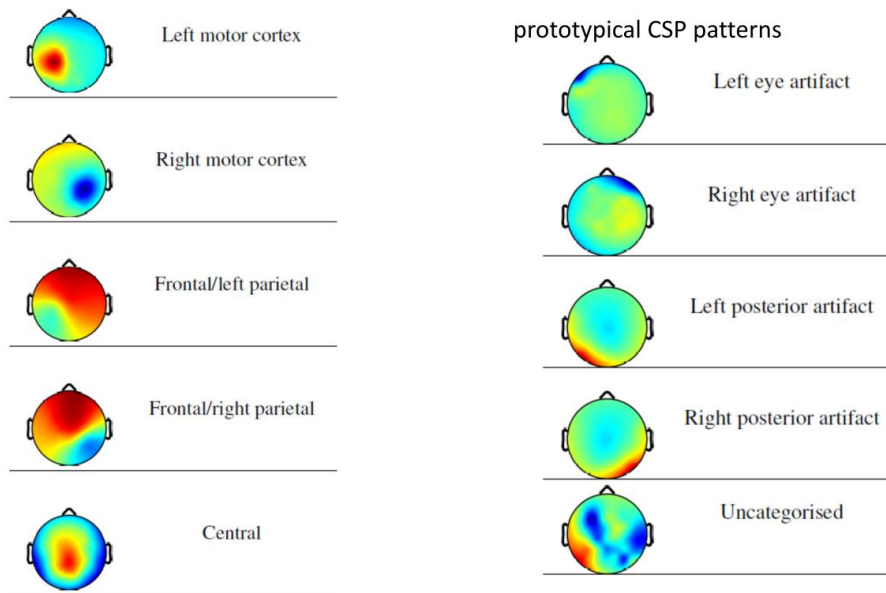 Left motor cortex
Right motor cortex
Frontal/left parietal
Frontal/right parietal
Central
prototypical CSP patterns
Left eye artifact
Right eye artifact
Left posterior artifact
Right posterior artifact
Uncategorised